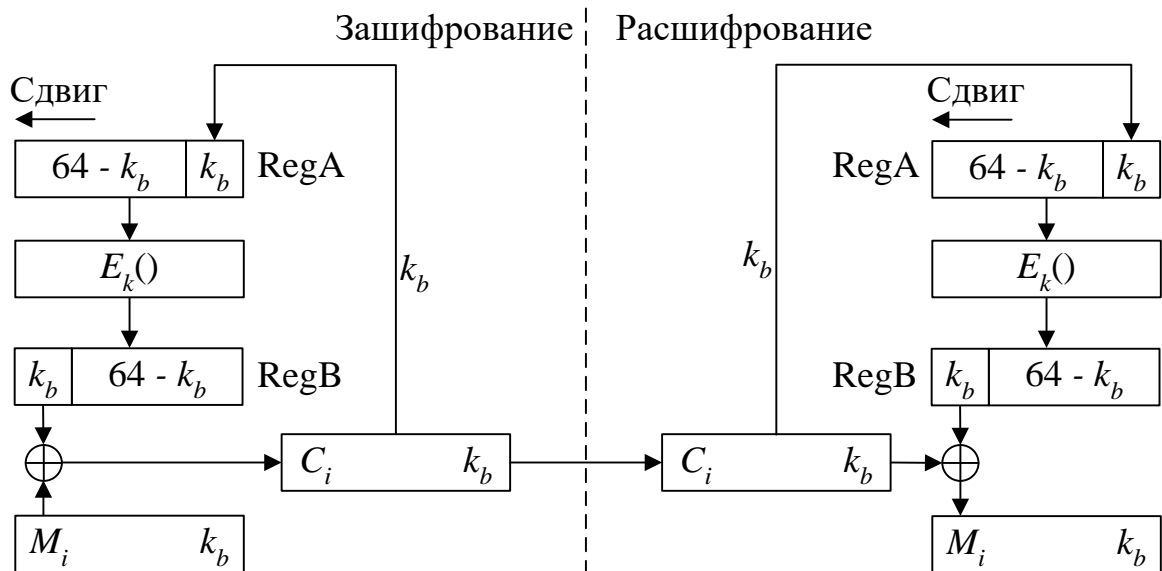 Зашифрование
Расшифрование
Сдвиг
64 - k_b k_b RegA
E_k()
k_b
k_b 64 - k_b RegB
C_i k_b
M_i k_b
Сдвиг
RegA 64 - k_b k_b
k_b
E_k()
RegB k_b 64 - k_b
C_i k_b
M_i k_b